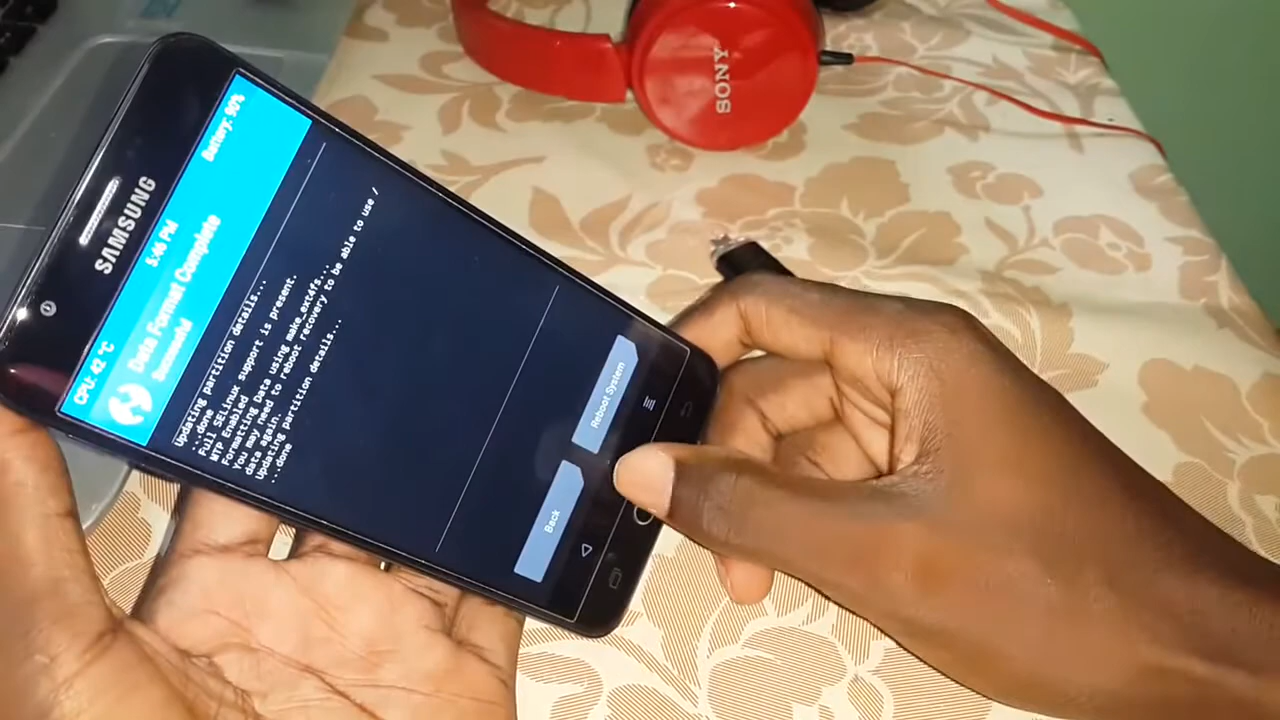 SONY
SAMSUNG
CPU: 42 °C
5:46 PM
Battery: 90%
Data Format Complete
Successful
Updating partition details...
...done
Full SELinux support is present.
MTP Enabled
Formatting Data using make_ext4fs...
You may need to reboot recovery to be able to use /
data again.
Updating partition details...
...done
Back
Reboot System